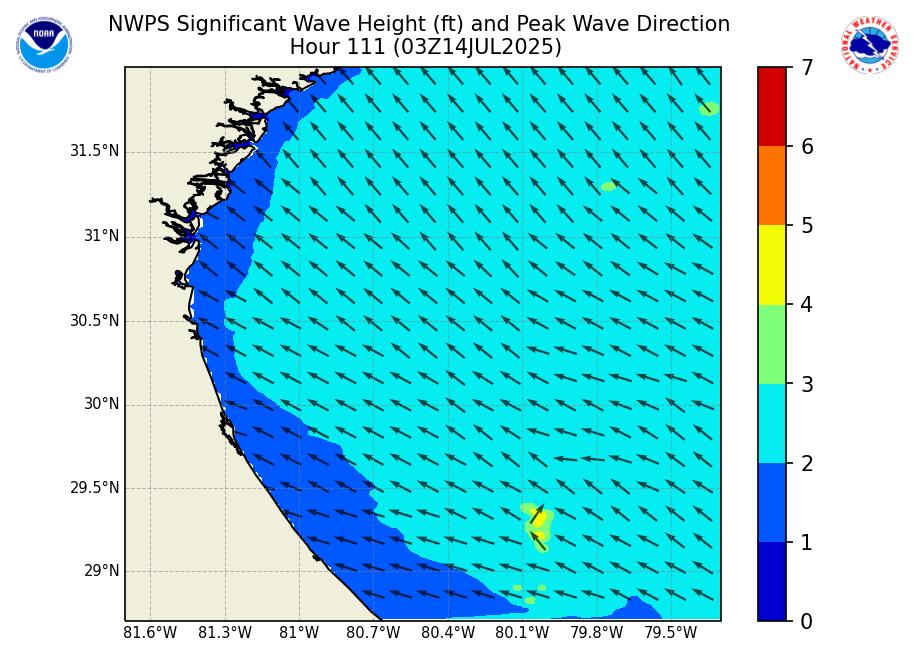 NWPS Significant Wave Height (ft) and Peak Wave Direction
Hour 111 (03Z14JUL2025)
NOAA
NATIONAL WEATHER SERVICE
7
6
5
4
3
2
1
0
31.5°N
31°N
30.5°N
30°N
29.5°N
29°N
81.6°W 81.3°W 81°W 80.7°W 80.4°W 80.1°W 79.8°W 79.5°W